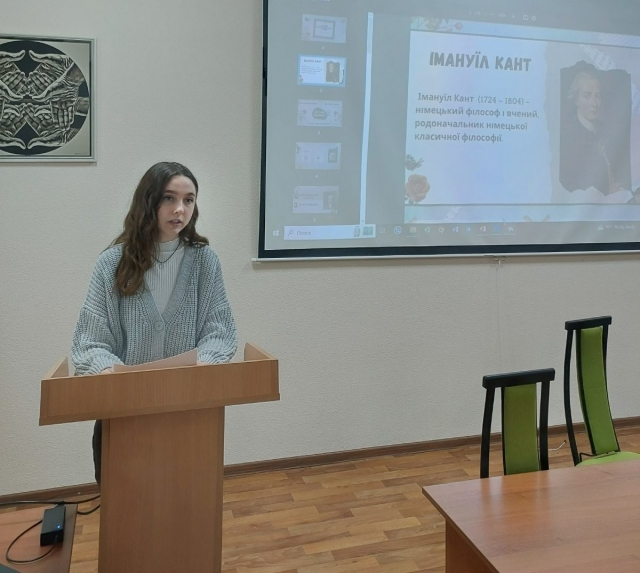 ІМАНУЇЛ КАНТ
Імануїл Кант (1724 – 1804) -
німецький філософ і вчений,
родоначальник німецької
класичної філософії.